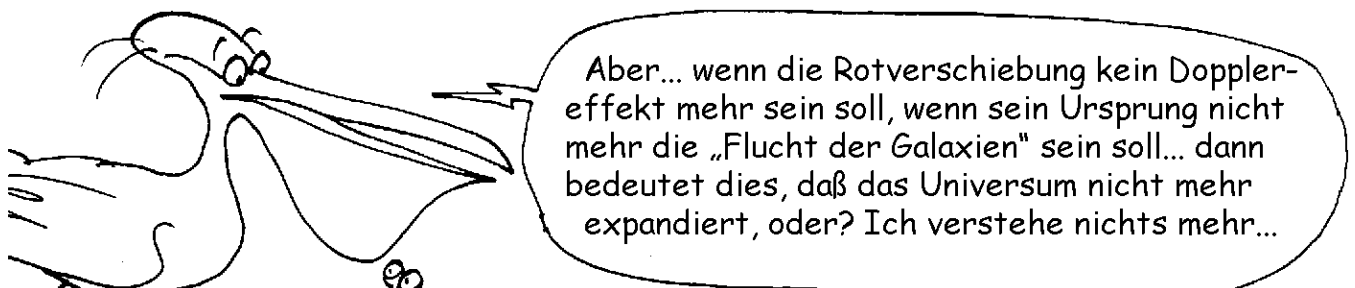 Aber... wenn die Rotverschiebung kein Doppler-
effekt mehr sein soll, wenn sein Ursprung nicht
mehr die „Flucht der Galaxien" sein soll... dann
bedeutet dies, daß das Universum nicht mehr
expandiert, oder? Ich verstehe nichts mehr...